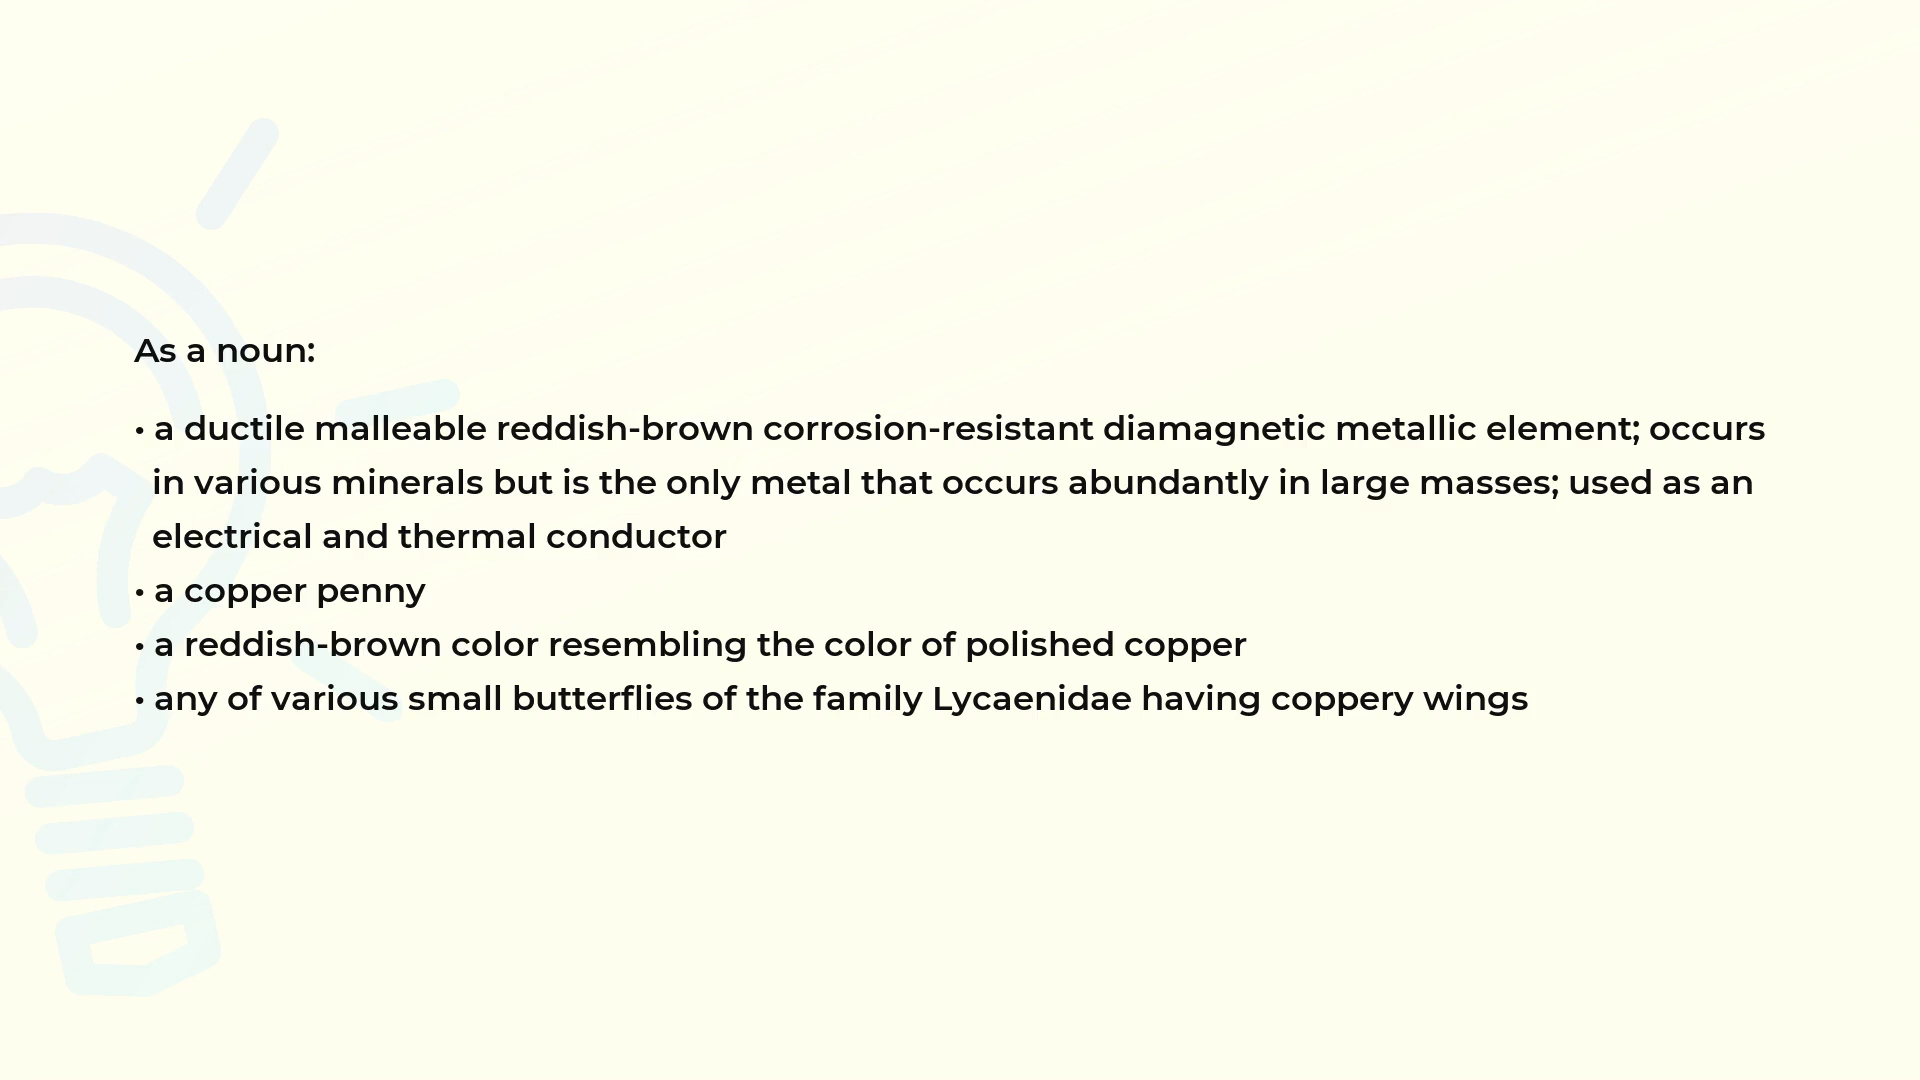 As a noun:
• a ductile malleable reddish-brown corrosion-resistant diamagnetic metallic element; occurs
in various minerals but is the only metal that occurs abundantly in large masses; used as an
electrical and thermal conductor
• a copper penny
• a reddish-brown color resembling the color of polished copper
• any of various small butterflies of the family Lycaenidae having coppery wings